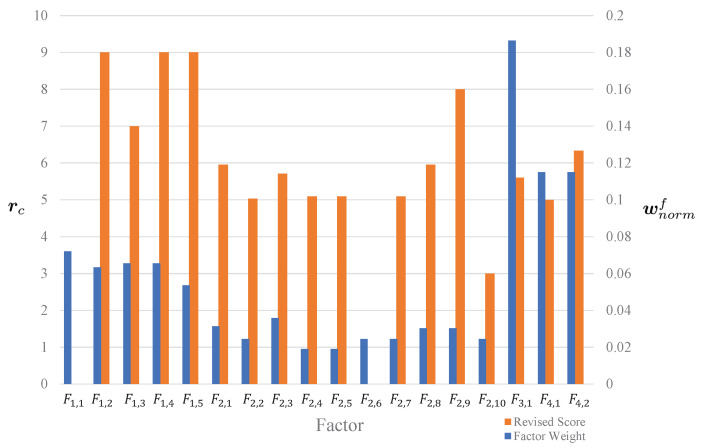 10 0.2
9 0.18
8 0.16
7 0.14
6 0.12
r_c 5 0.1 w^f_norm
4 0.08
3 0.06
2 0.04
1 0.02
0 0
F_1,1 F_1,2 F_1,3 F_1,4 F_1,5 F_2,1 F_2,2 F_2,3 F_2,4 F_2,5 F_2,6 F_2,7 F_2,8 F_2,9 F_2,10 F_3,1 F_4,1 F_4,2
Factor
Revised Score
Factor Weight